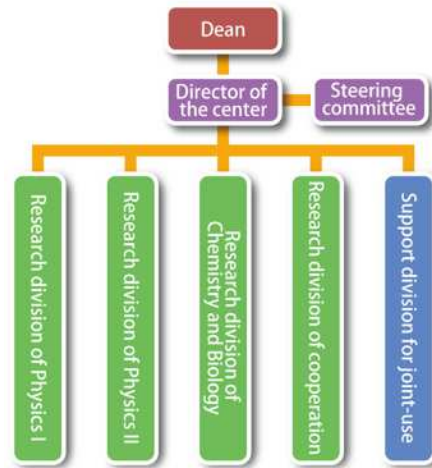 Dean
Director of
the center
Steering
committee
Research division of Physics I
Research division of Physics II
Research division of
Chemistry and Biology
Research division of cooperation
Support division for joint-use